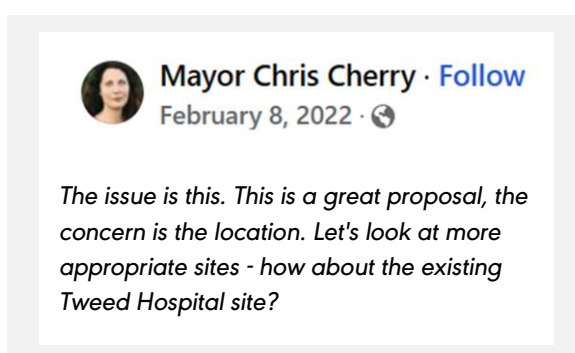 Mayor Chris Cherry · Follow
February 8, 2022 ·
The issue is this. This is a great proposal, the
concern is the location. Let's look at more
appropriate sites - how about the existing
Tweed Hospital site?